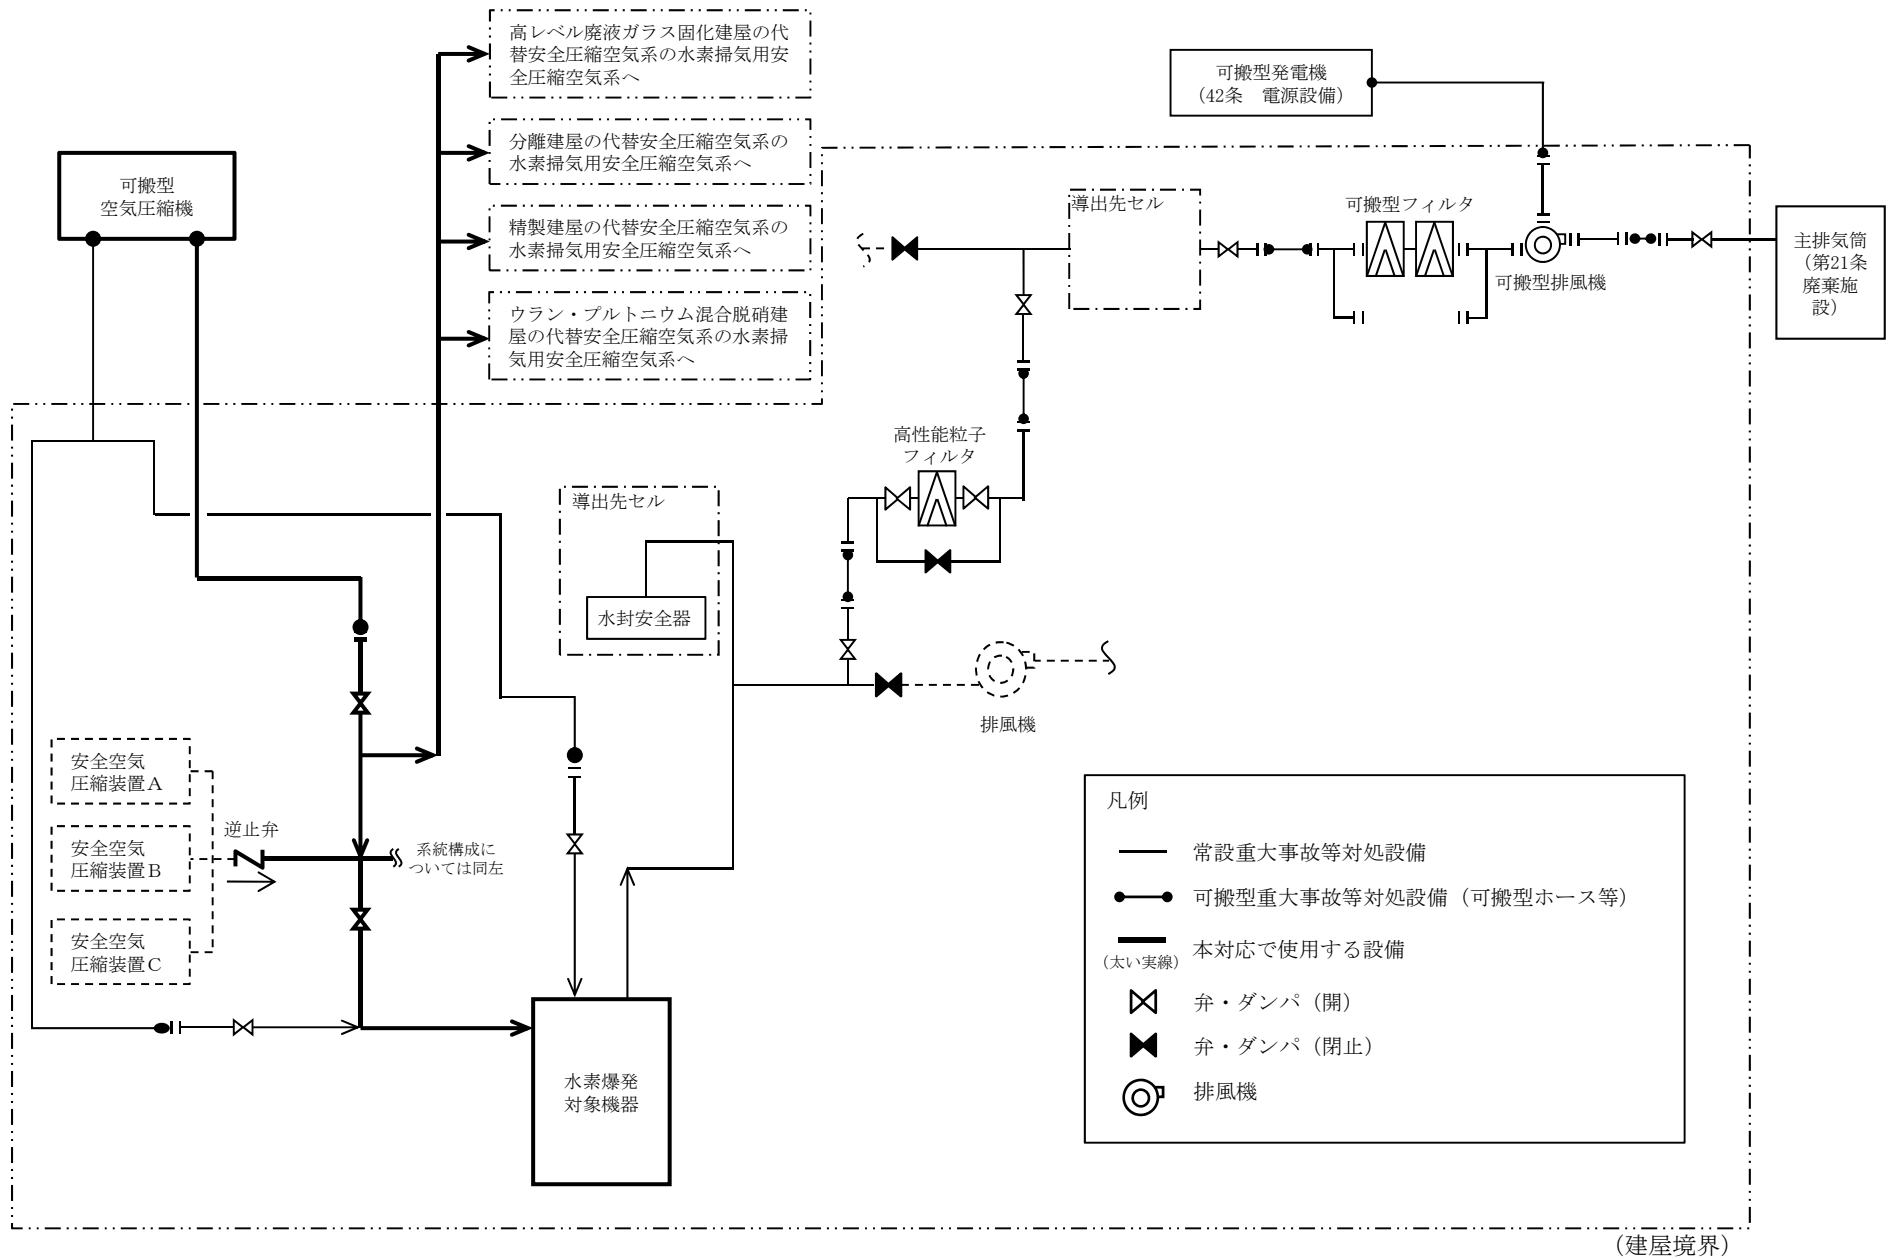 高レベル廃液ガラス固化建屋の代
替安全圧縮空気系の水素掃気用安
全圧縮空気系へ
分離建屋の代替安全圧縮空気系の
水素掃気用安全圧縮空気系へ
精製建屋の代替安全圧縮空気系の
水素掃気用安全圧縮空気系へ
ウラン・プルトニウム混合脱硝建
屋の代替安全圧縮空気系の水素掃
気用安全圧縮空気系へ
可搬型
空気圧縮機
可搬型発電機
（42条　電源設備）
導出先セル
可搬型フィルタ
可搬型排風機
主排気筒
（第21条
廃棄施
設）
高性能粒子
フィルタ
導出先セル
水封安全器
排風機
安全空気
圧縮装置Ａ
安全空気
圧縮装置Ｂ
安全空気
圧縮装置Ｃ
逆止弁
系統構成に
ついては同左
水素爆発
対象機器
凡例
常設重大事故等対処設備
可搬型重大事故等対処設備（可搬型ホース等）
本対応で使用する設備
（太い実線）
弁・ダンパ（開）
弁・ダンパ（閉止）
排風機
（建屋境界）